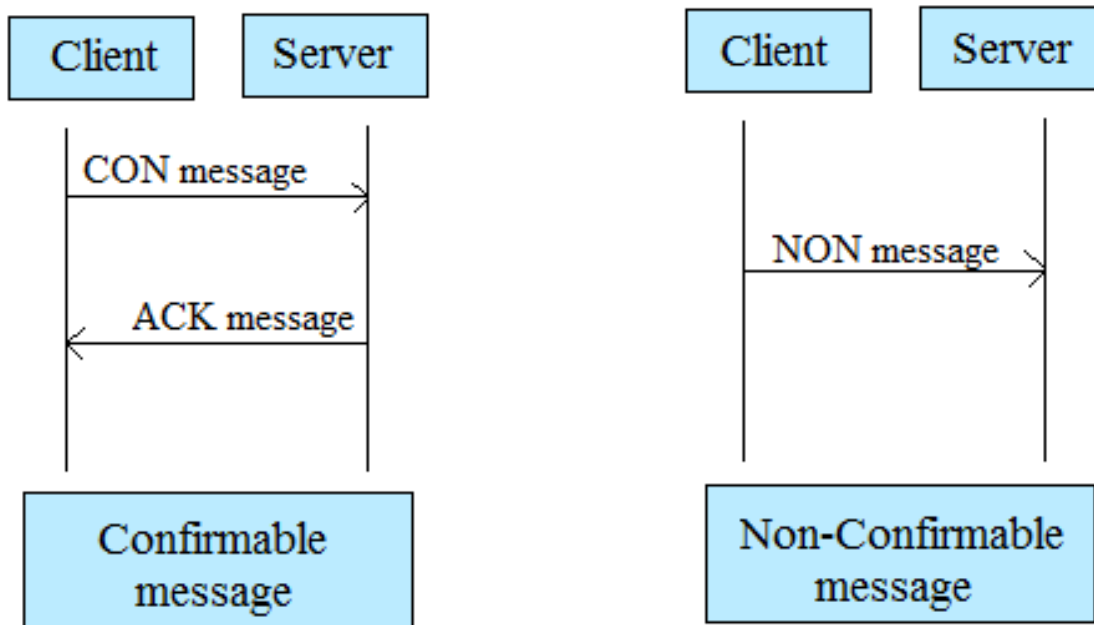 Client
Server
CON message
ACK message
Confirmable
message
Client
Server
NON message
Non-Confirmable
message